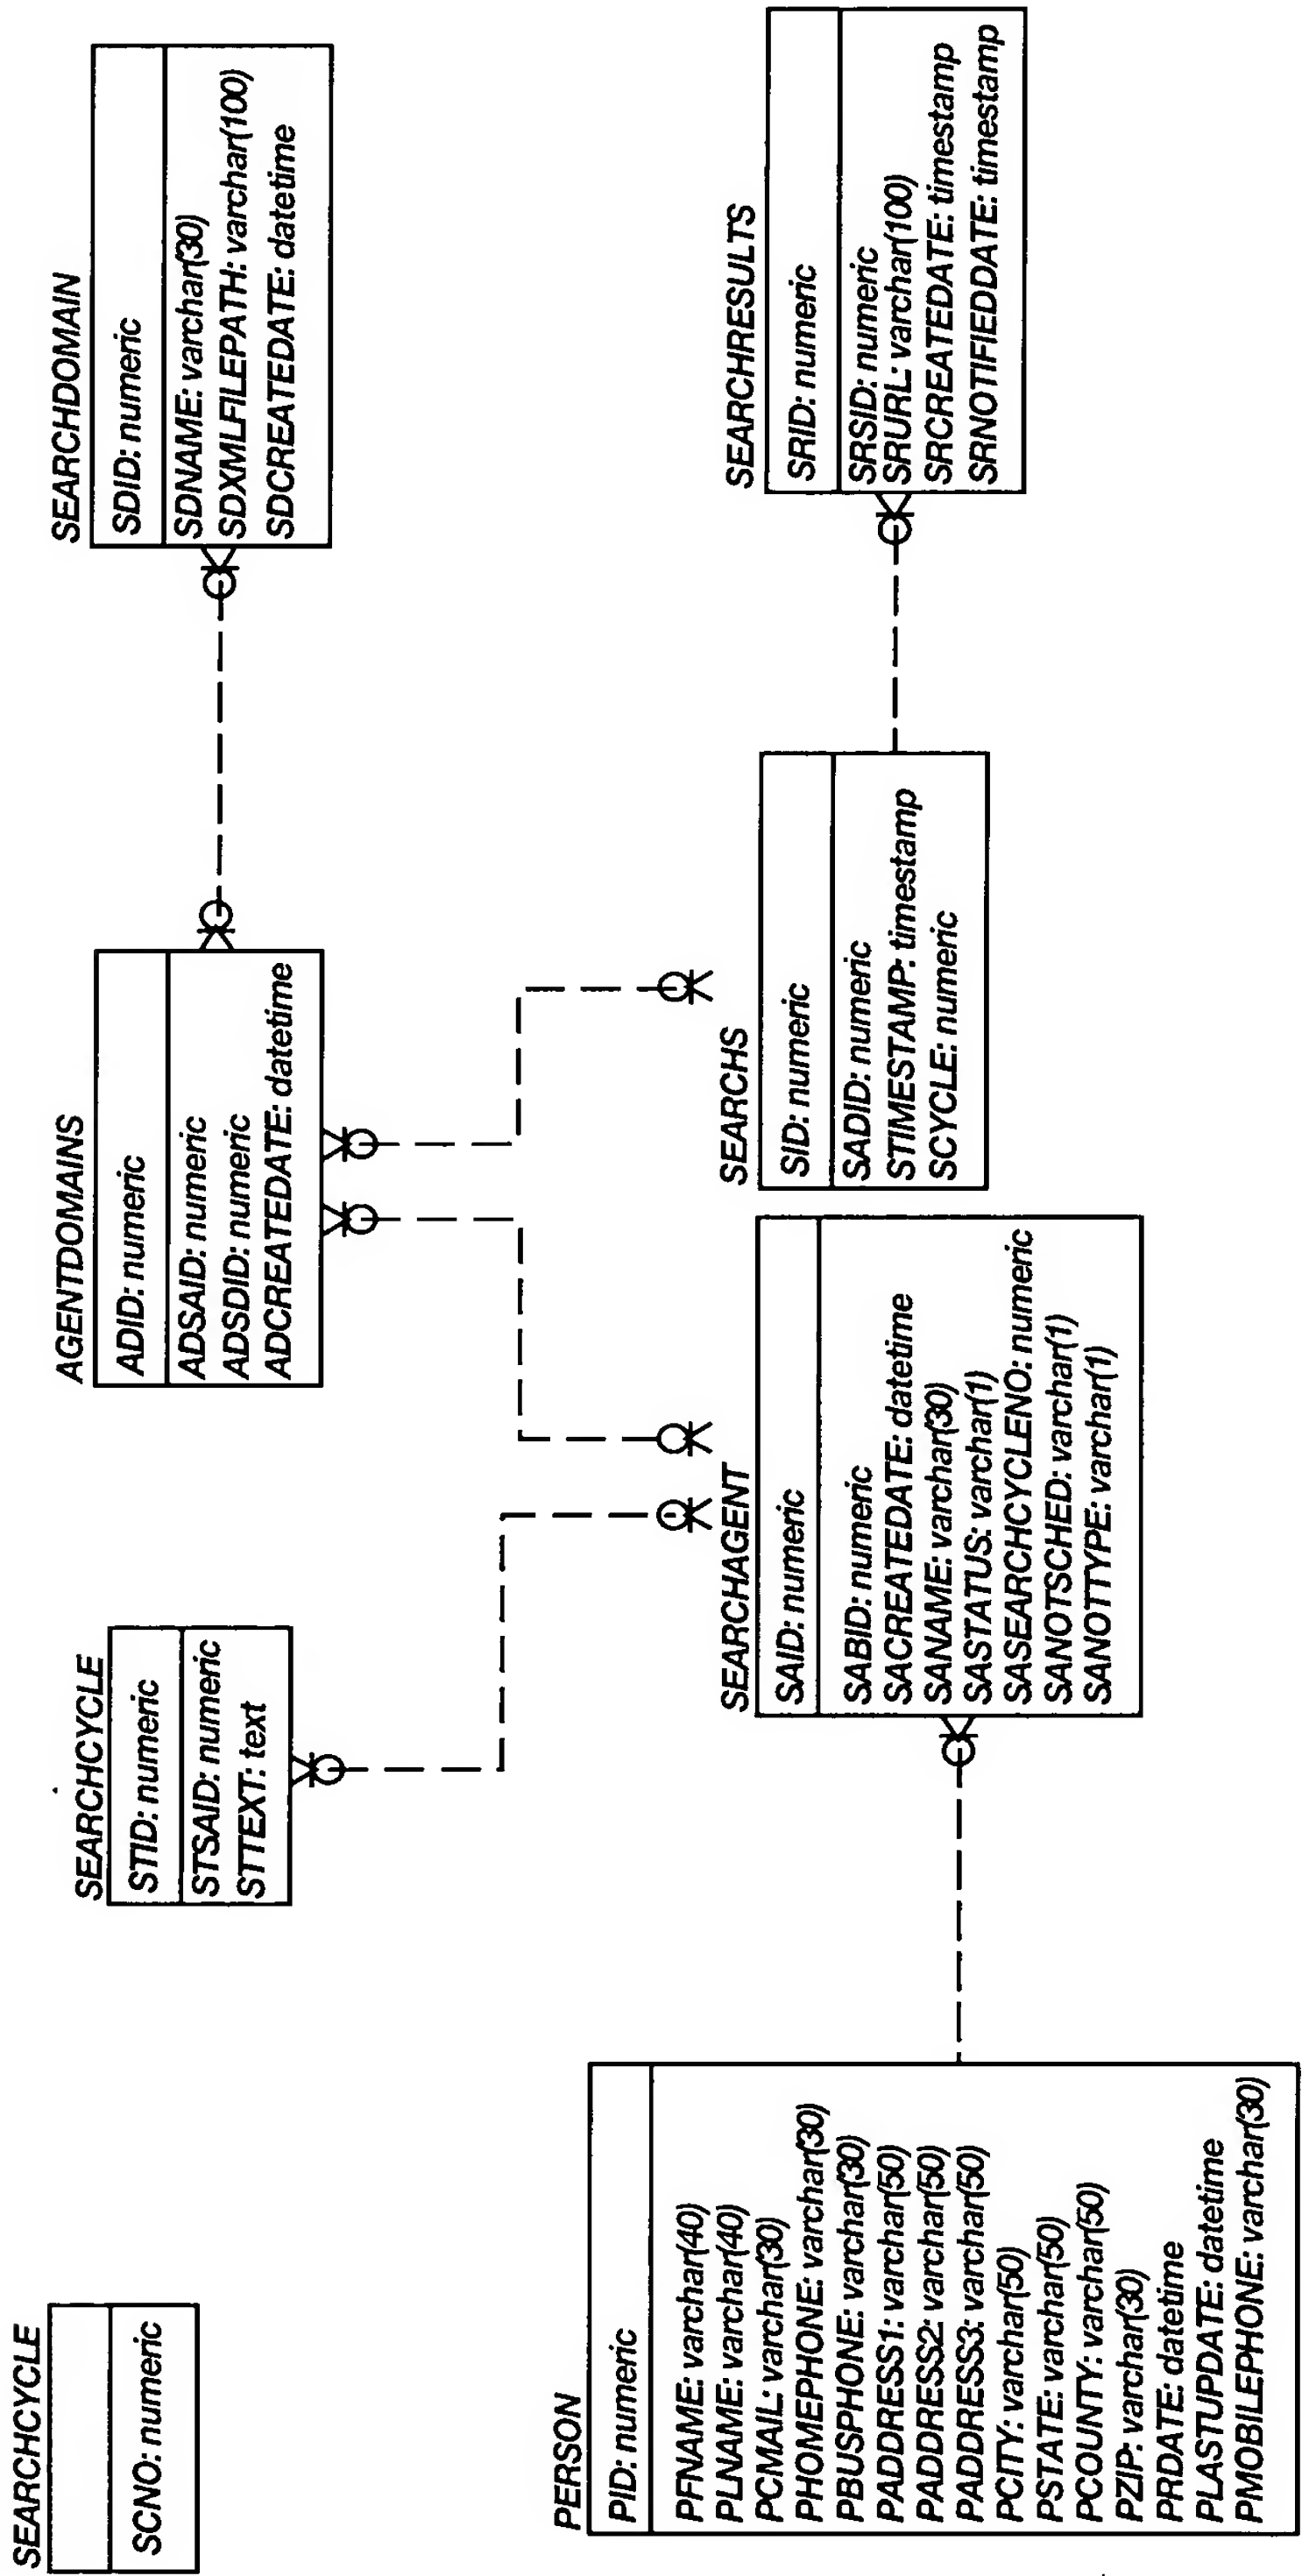 SEARCHCYCLE
SCNO: numeric
SEARCHCYCLE
STID: numeric
STSAID: numeric
STTEXT: text
AGENTDOMAINS
ADID: numeric
ADSAID: numeric
ADSDID: numeric
ADCREATEDATE: datetime
SEARCHDOMAIN
SDID: numeric
SDNAME: varchar(30)
SDXMLFILEPATH: varchar(100)
SDCREATEDATE: datetime
PERSON
PID: numeric
PFNAME: varchar(40)
PLNAME: varchar(40)
PCMAIL: varchar(30)
PHOMEPHONE: varchar(30)
PBUSPHONE: varchar(30)
PADDRESS1: varchar(50)
PADDRESS2: varchar(50)
PADDRESS3: varchar(50)
PCITY: varchar(50)
PSTATE: varchar(50)
PCOUNTY: varchar(50)
PZIP: varchar(30)
PRDATE: datetime
PLASTUPDATE: datetime
PMOBILEPHONE: varchar(30)
SEARCHAGENT
SAID: numeric
SABID: numeric
SACREATEDATE: datetime
SANAME: varchar(30)
SASTATUS: varchar(1)
SASEARCHCYCLENO: numeric
SANOTSCHED: varchar(1)
SANOTTYPE: varchar(1)
SEARCHS
SID: numeric
SADID: numeric
STIMESTAMP: timestamp
SCYCLE: numeric
SEARCHRESULTS
SRID: numeric
SRSID: numeric
SRURL: varchar(100)
SRCREATEDATE: timestamp
SRNOTIFIEDDATE: timestamp